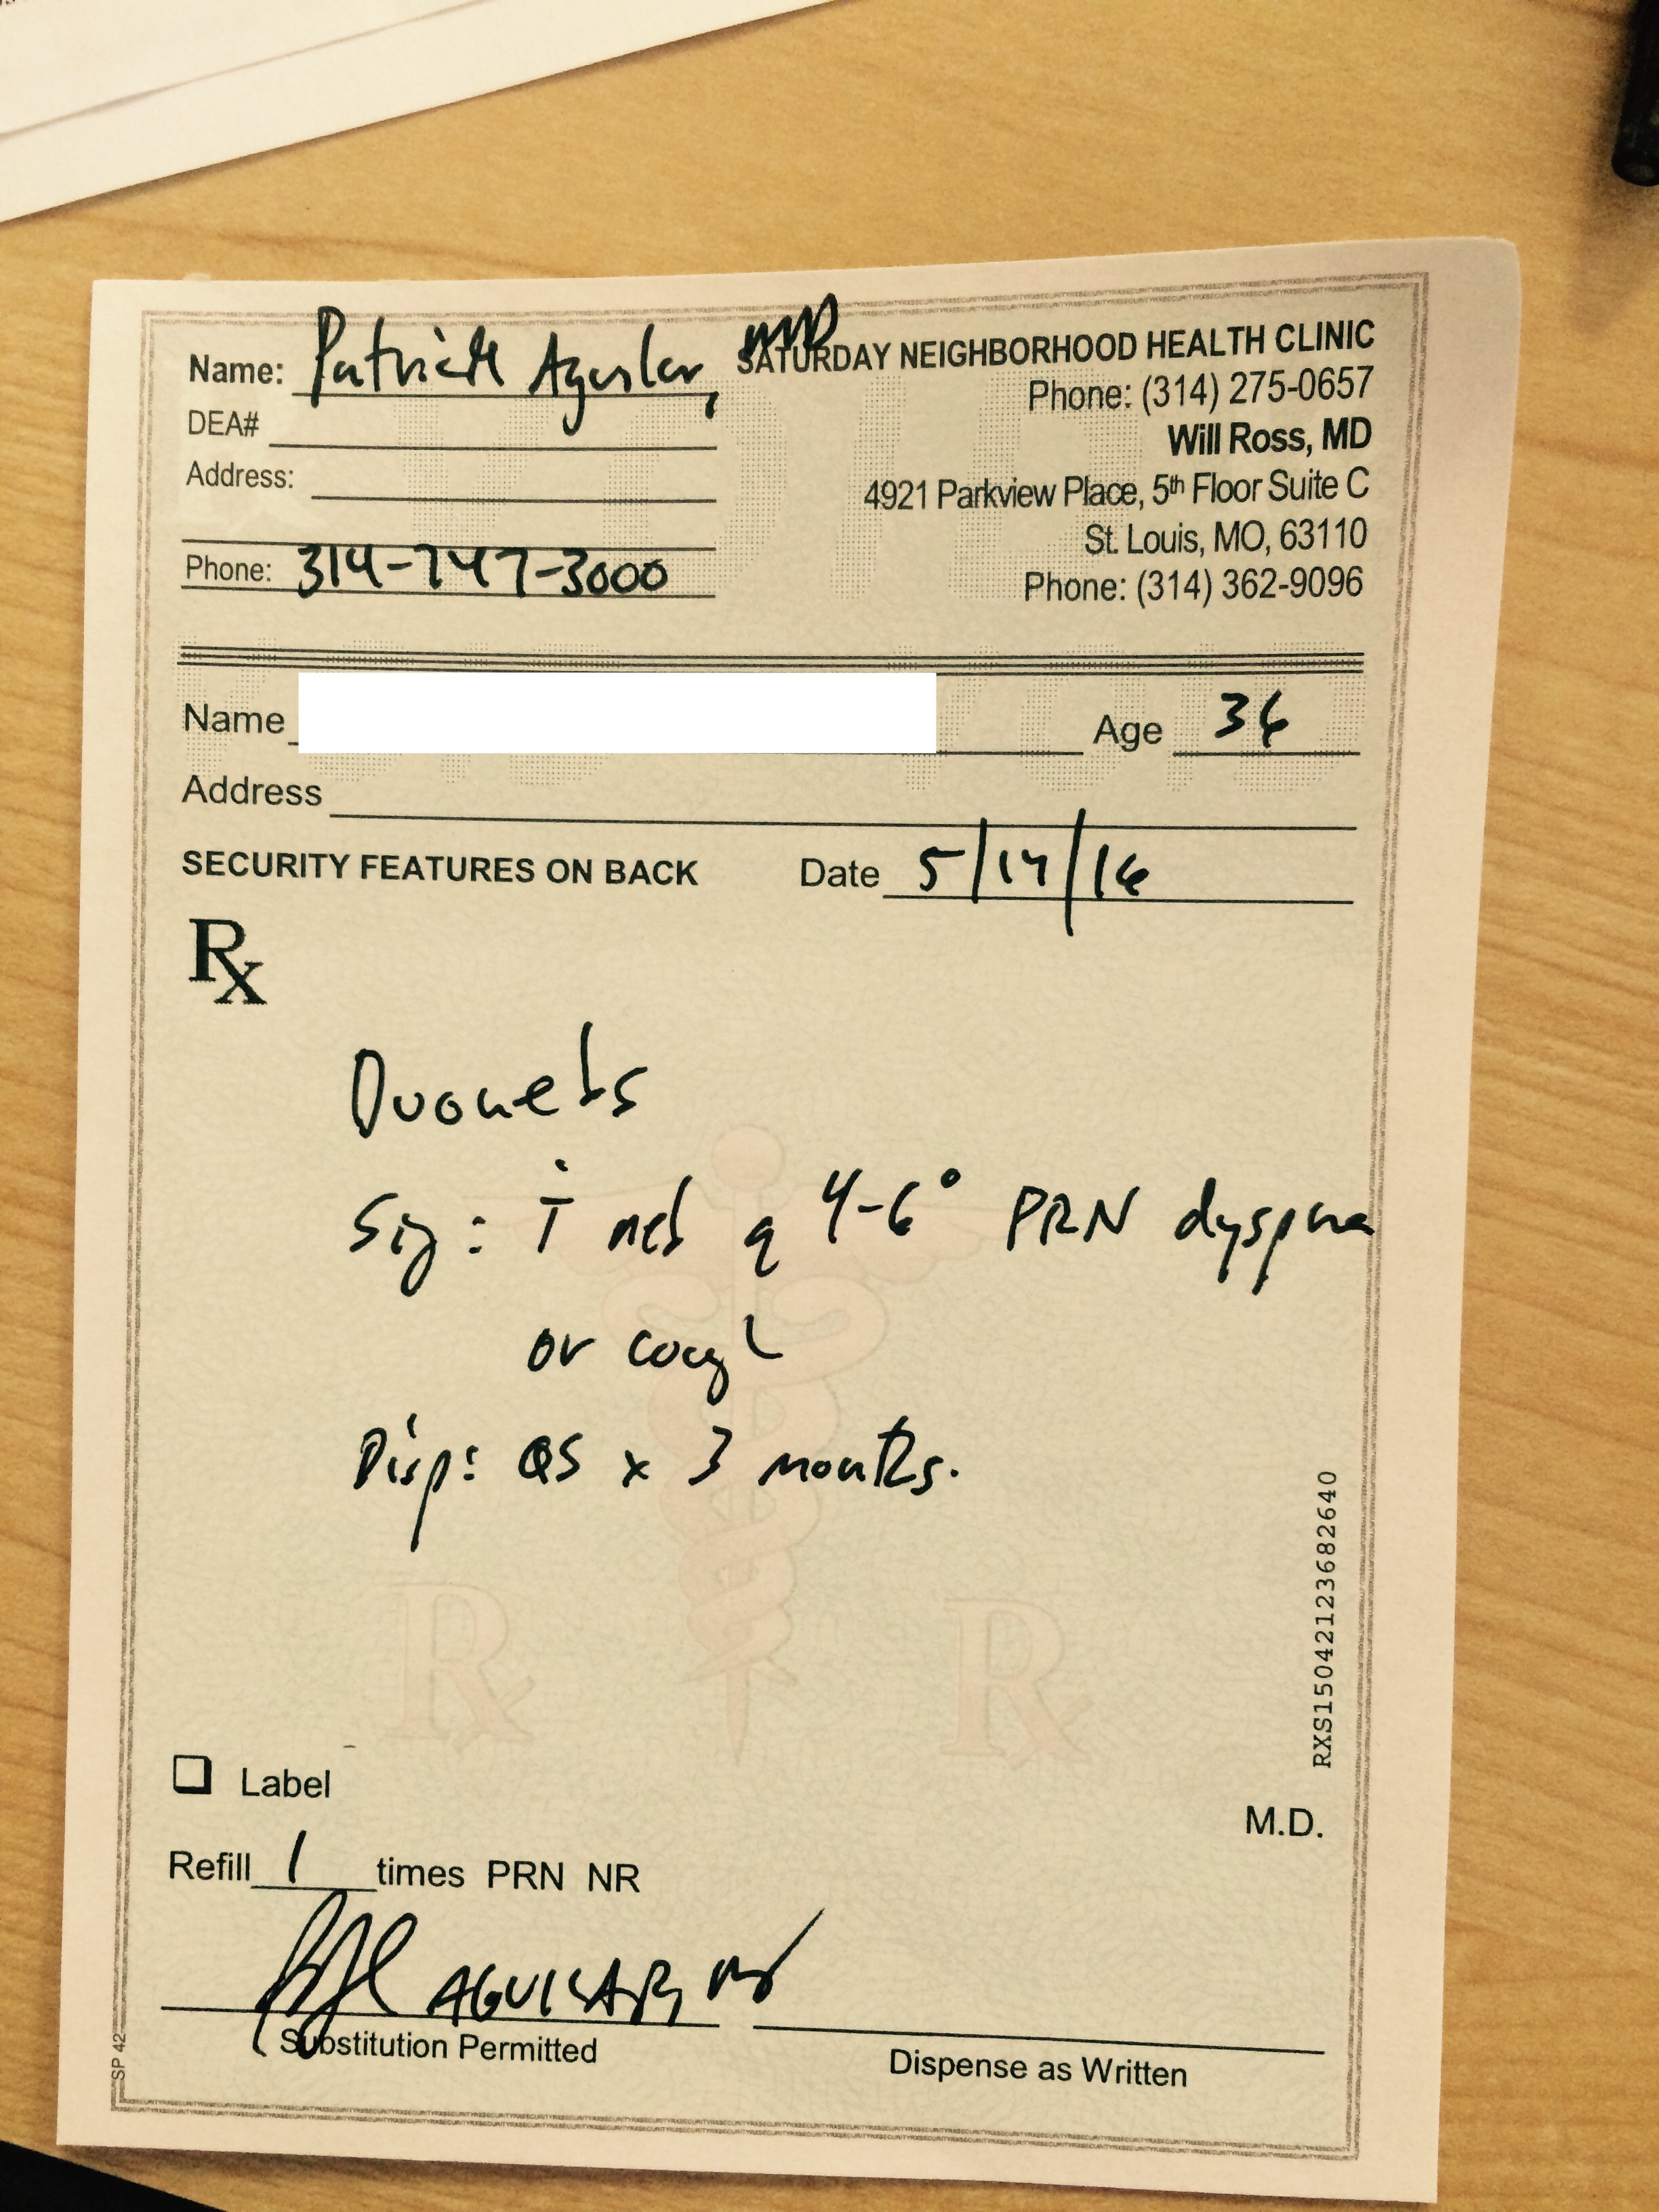 Name: Patrick Aguilar, MD
SATURDAY NEIGHBORHOOD HEALTH CLINIC
DEA#
Phone: (314) 275-0657
Will Ross, MD
Address:
4921 Parkview Place, 5th Floor Suite C
St. Louis, MO, 63110
Phone: 314-747-3000
Phone: (314) 362-9096
Name Age 36
Address
SECURITY FEATURES ON BACK Date 5/14/16
Rx
Duonebs
Sig: i neb q 4-6° PRN dyspnea
or cough
Disp: QS x 3 months.
RXS15042123682640
Label
M.D.
Refill 1 times PRN NR
AGUILAR, MD
Substitution Permitted
Dispense as Written
SP 42